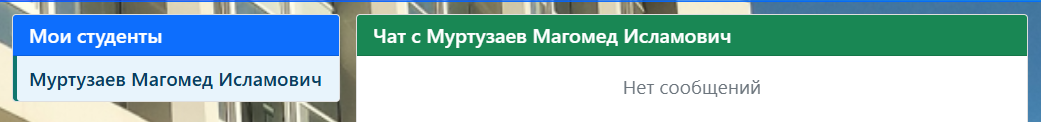 Мои студенты
Муртузаев Магомед Исламович
Чат с Муртузаев Магомед Исламович
Нет сообщений